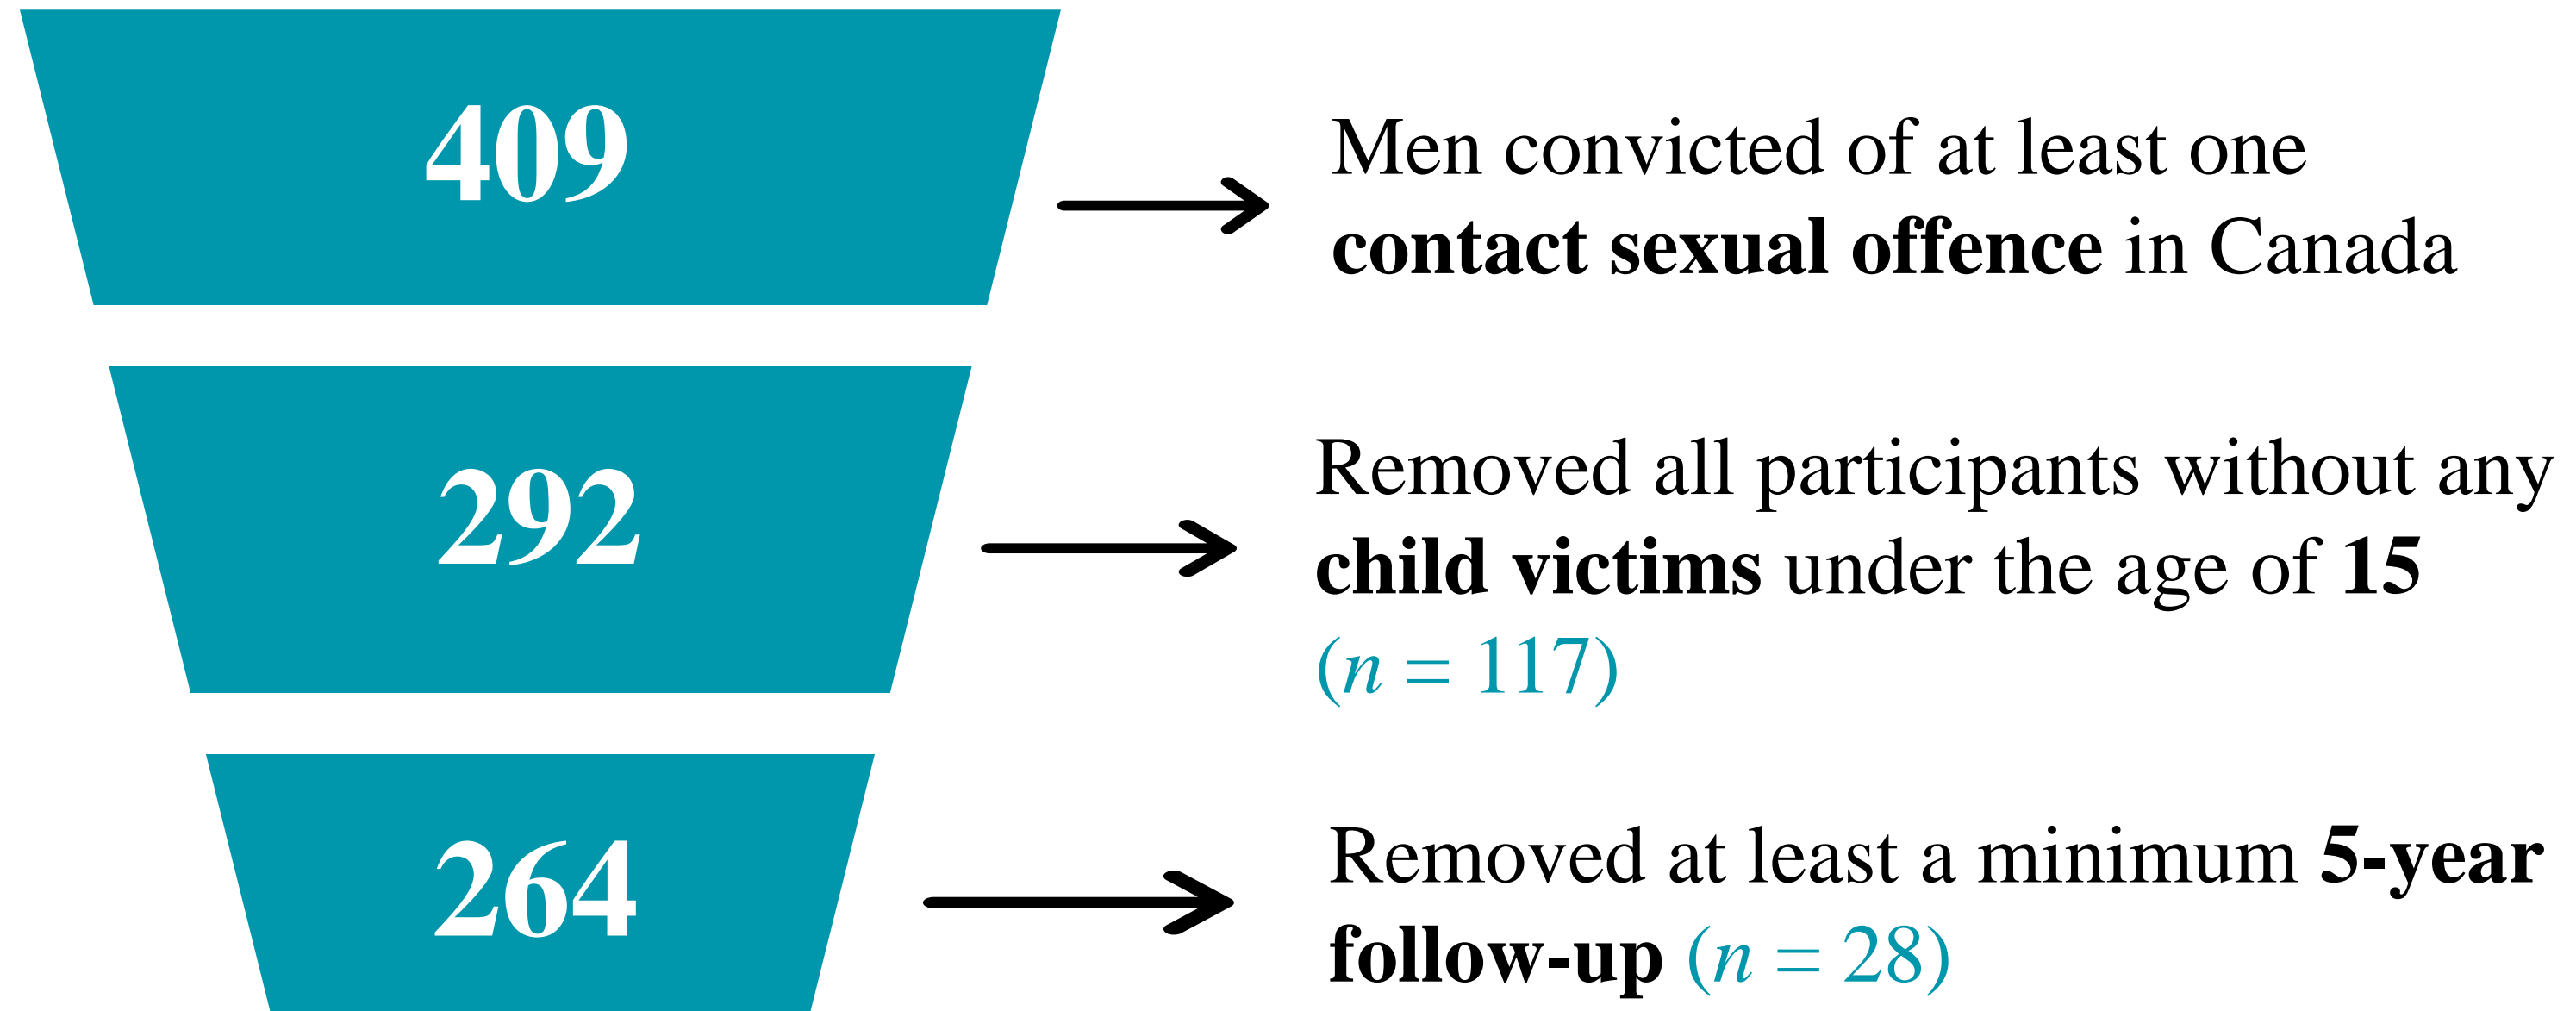 409
Men convicted of at least one
contact sexual offence in Canada
292
Removed all participants without any
child victims under the age of 15
(n = 117)
264
Removed at least a minimum 5-year
follow-up (n = 28)